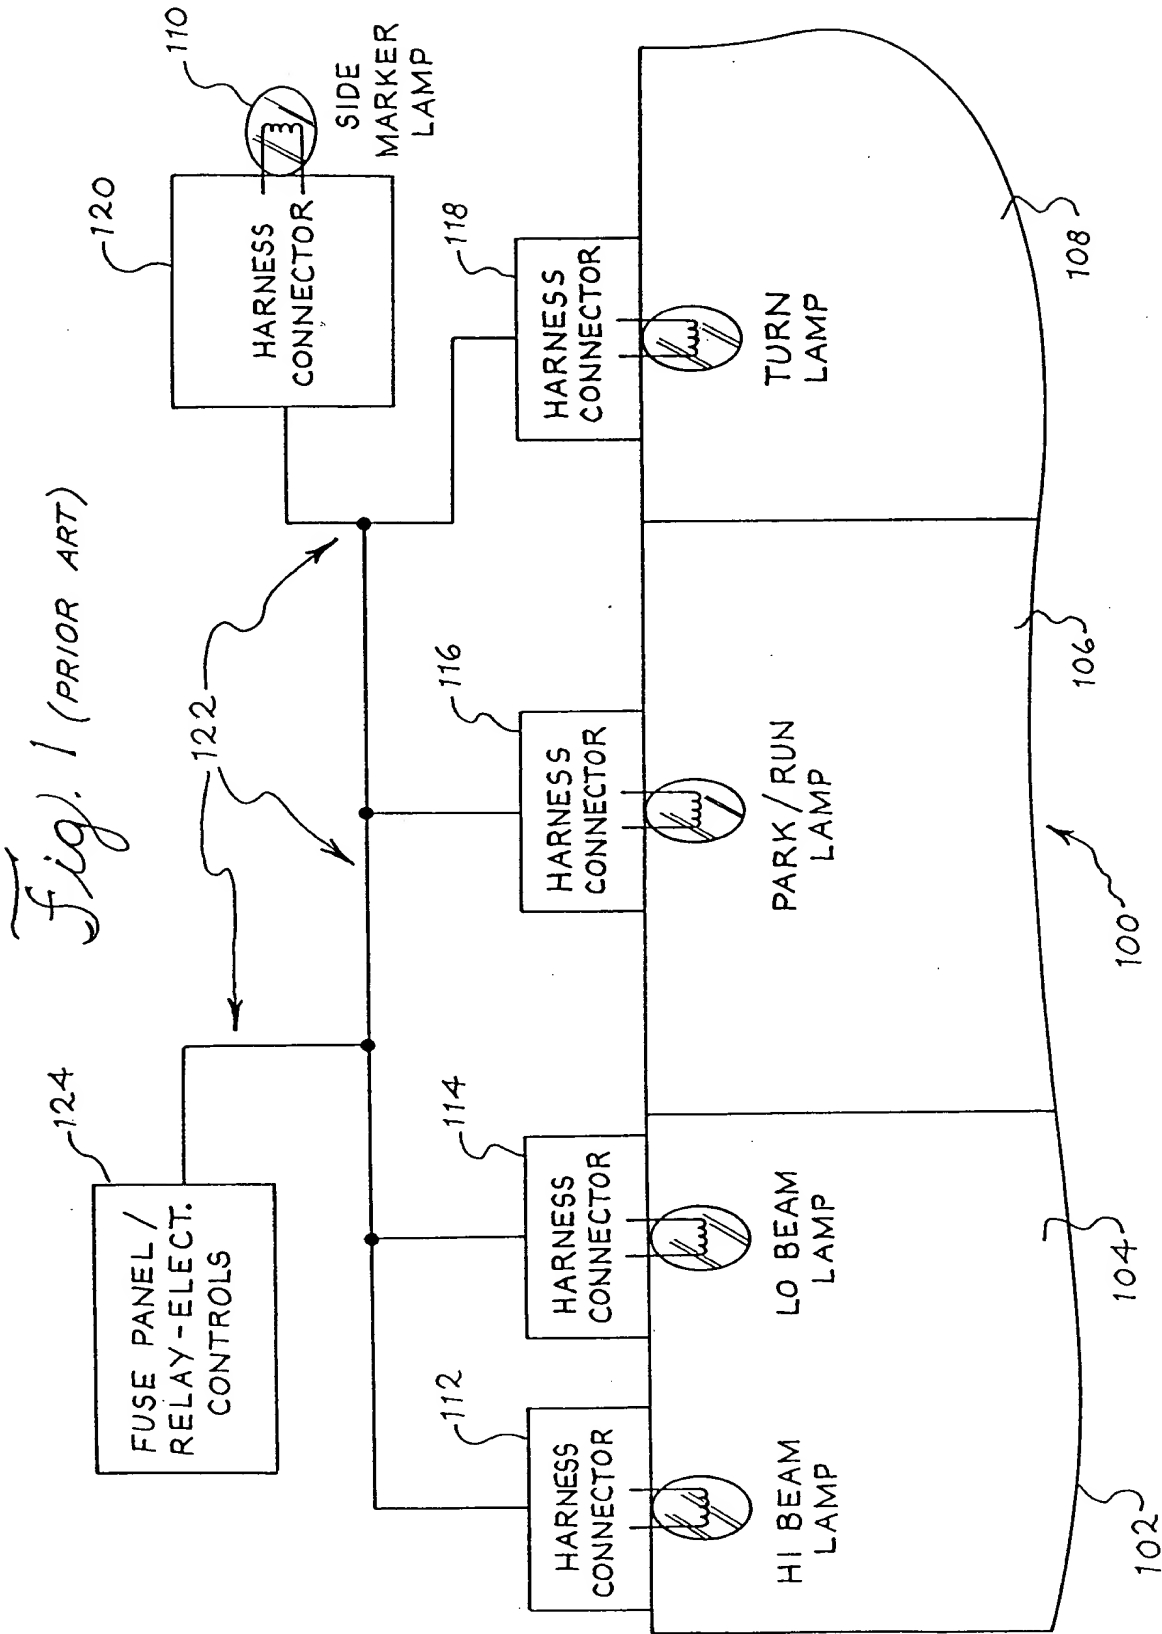 Fig. 1 (PRIOR ART)
124
FUSE PANEL /
RELAY-ELECT.
CONTROLS
122
120
HARNESS
CONNECTOR
110
SIDE
MARKER
LAMP
112
HARNESS
CONNECTOR
114
HARNESS
CONNECTOR
116
HARNESS
CONNECTOR
118
HARNESS
CONNECTOR
HI BEAM
LAMP
LO BEAM
LAMP
PARK / RUN
LAMP
TURN
LAMP
102
104
100
106
108